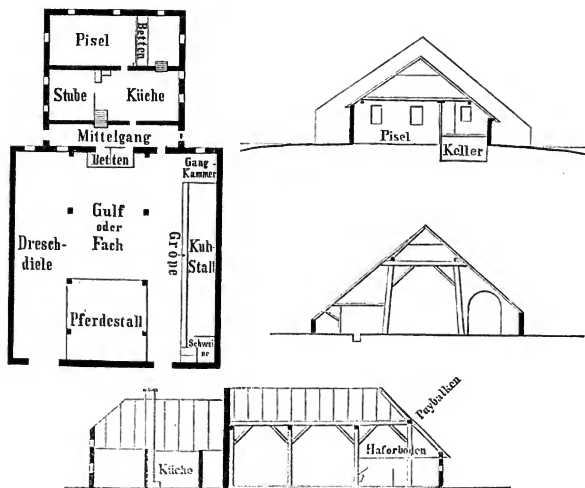 Pisel
Betten
Stube
Küche
Mittelgang
Betten
Gang-
Kammer
Gulf
oder
Fach
Dresch-
diele
Gröpe
Kuh-
Stall
Pferdestall
Schwei
ne
Pisel
Keller
Paybalken
Haferboden
Küche